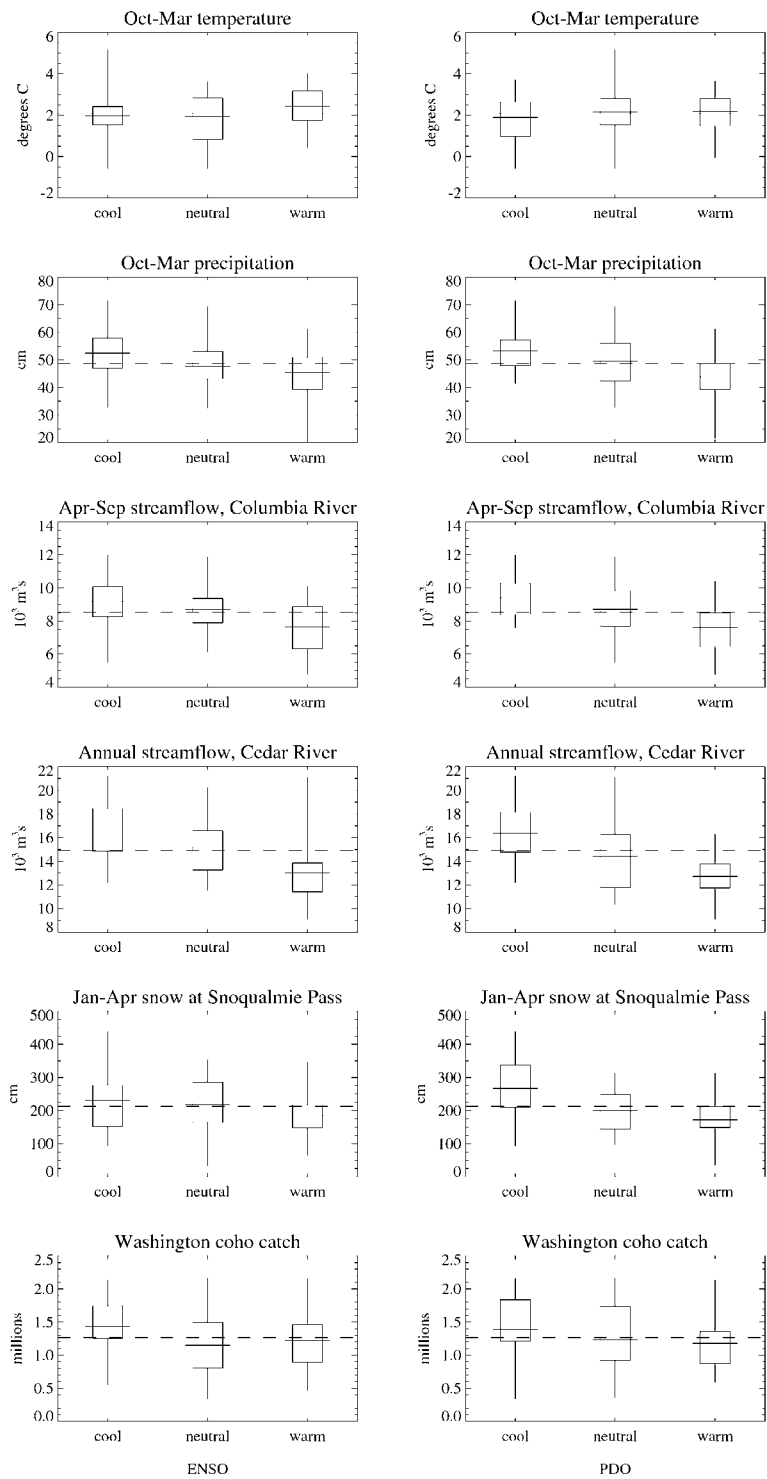 Oct-Mar temperature
6
4
2
0
-2
degrees C
cool neutral warm
Oct-Mar temperature
6
4
2
0
-2
degrees C
cool neutral warm
Oct-Mar precipitation
80
70
60
50
40
30
20
cm
cool neutral warm
Oct-Mar precipitation
80
70
60
50
40
30
20
cm
cool neutral warm
Apr-Sep streamflow, Columbia River
14
12
10
8
6
4
10³ m³s
cool neutral warm
Apr-Sep streamflow, Columbia River
14
12
10
8
6
4
10³ m³s
cool neutral warm
Annual streamflow, Cedar River
22
20
18
16
14
12
10
8
10³ m³s
cool neutral warm
Annual streamflow, Cedar River
22
20
18
16
14
12
10
8
10³ m³s
cool neutral warm
Jan-Apr snow at Snoqualmie Pass
500
400
300
200
100
0
cm
cool neutral warm
Jan-Apr snow at Snoqualmie Pass
500
400
300
200
100
0
cm
cool neutral warm
Washington coho catch
2.5
2.0
1.5
1.0
0.5
0.0
millions
cool neutral warm
ENSO
Washington coho catch
2.5
2.0
1.5
1.0
0.5
0.0
millions
cool neutral warm
PDO